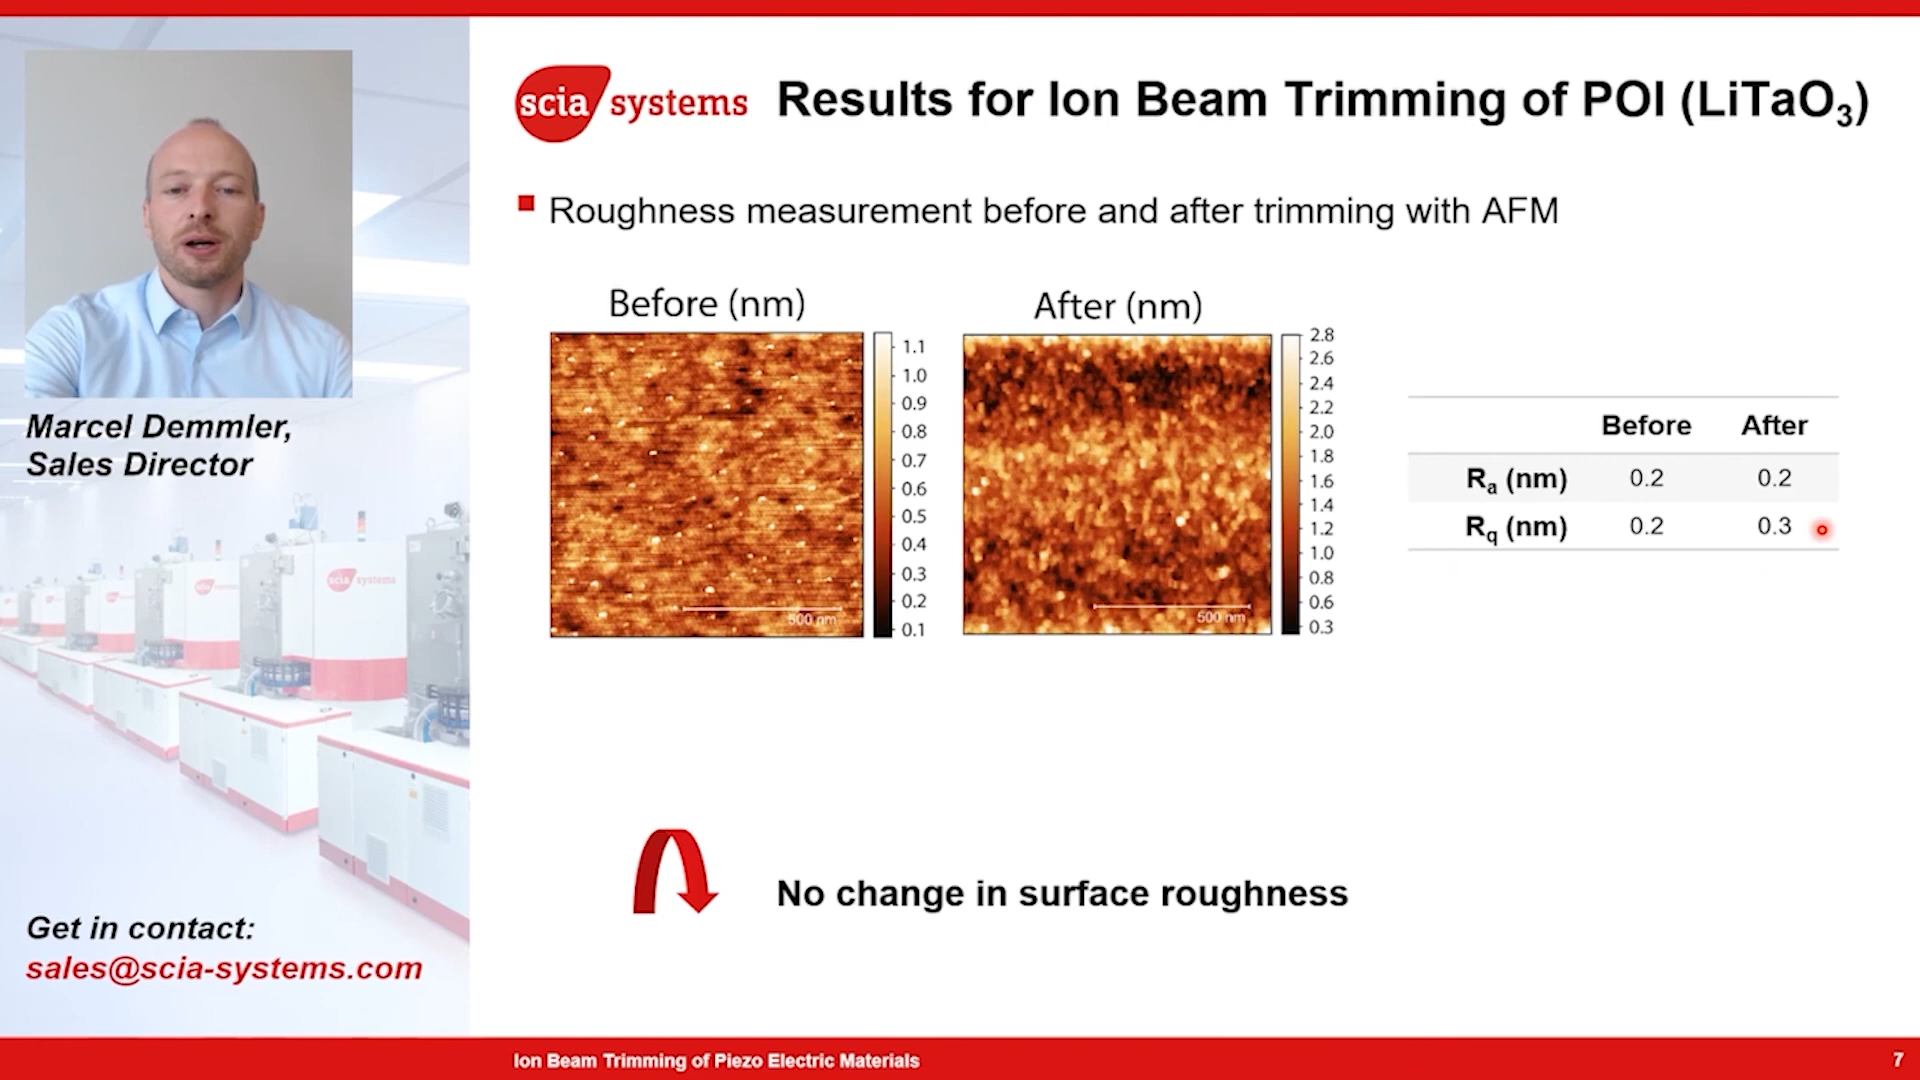 scia systems
Results for Ion Beam Trimming of POI (LiTaO3)
Roughness measurement before and after trimming with AFM
Before (nm)
1.1
1.0
0.9
0.8
0.7
0.6
0.5
0.4
0.3
0.2
0.1
500 nm
After (nm)
2.8
2.6
2.4
2.2
2.0
1.8
1.6
1.4
1.2
1.0
0.8
0.6
0.3
500 nm
Before After
Ra (nm) 0.2 0.2
Rq (nm) 0.2 0.3
No change in surface roughness
Marcel Demmler,
Sales Director
scia systems
Get in contact:
sales@scia-systems.com
Ion Beam Trimming of Piezo Electric Materials
7